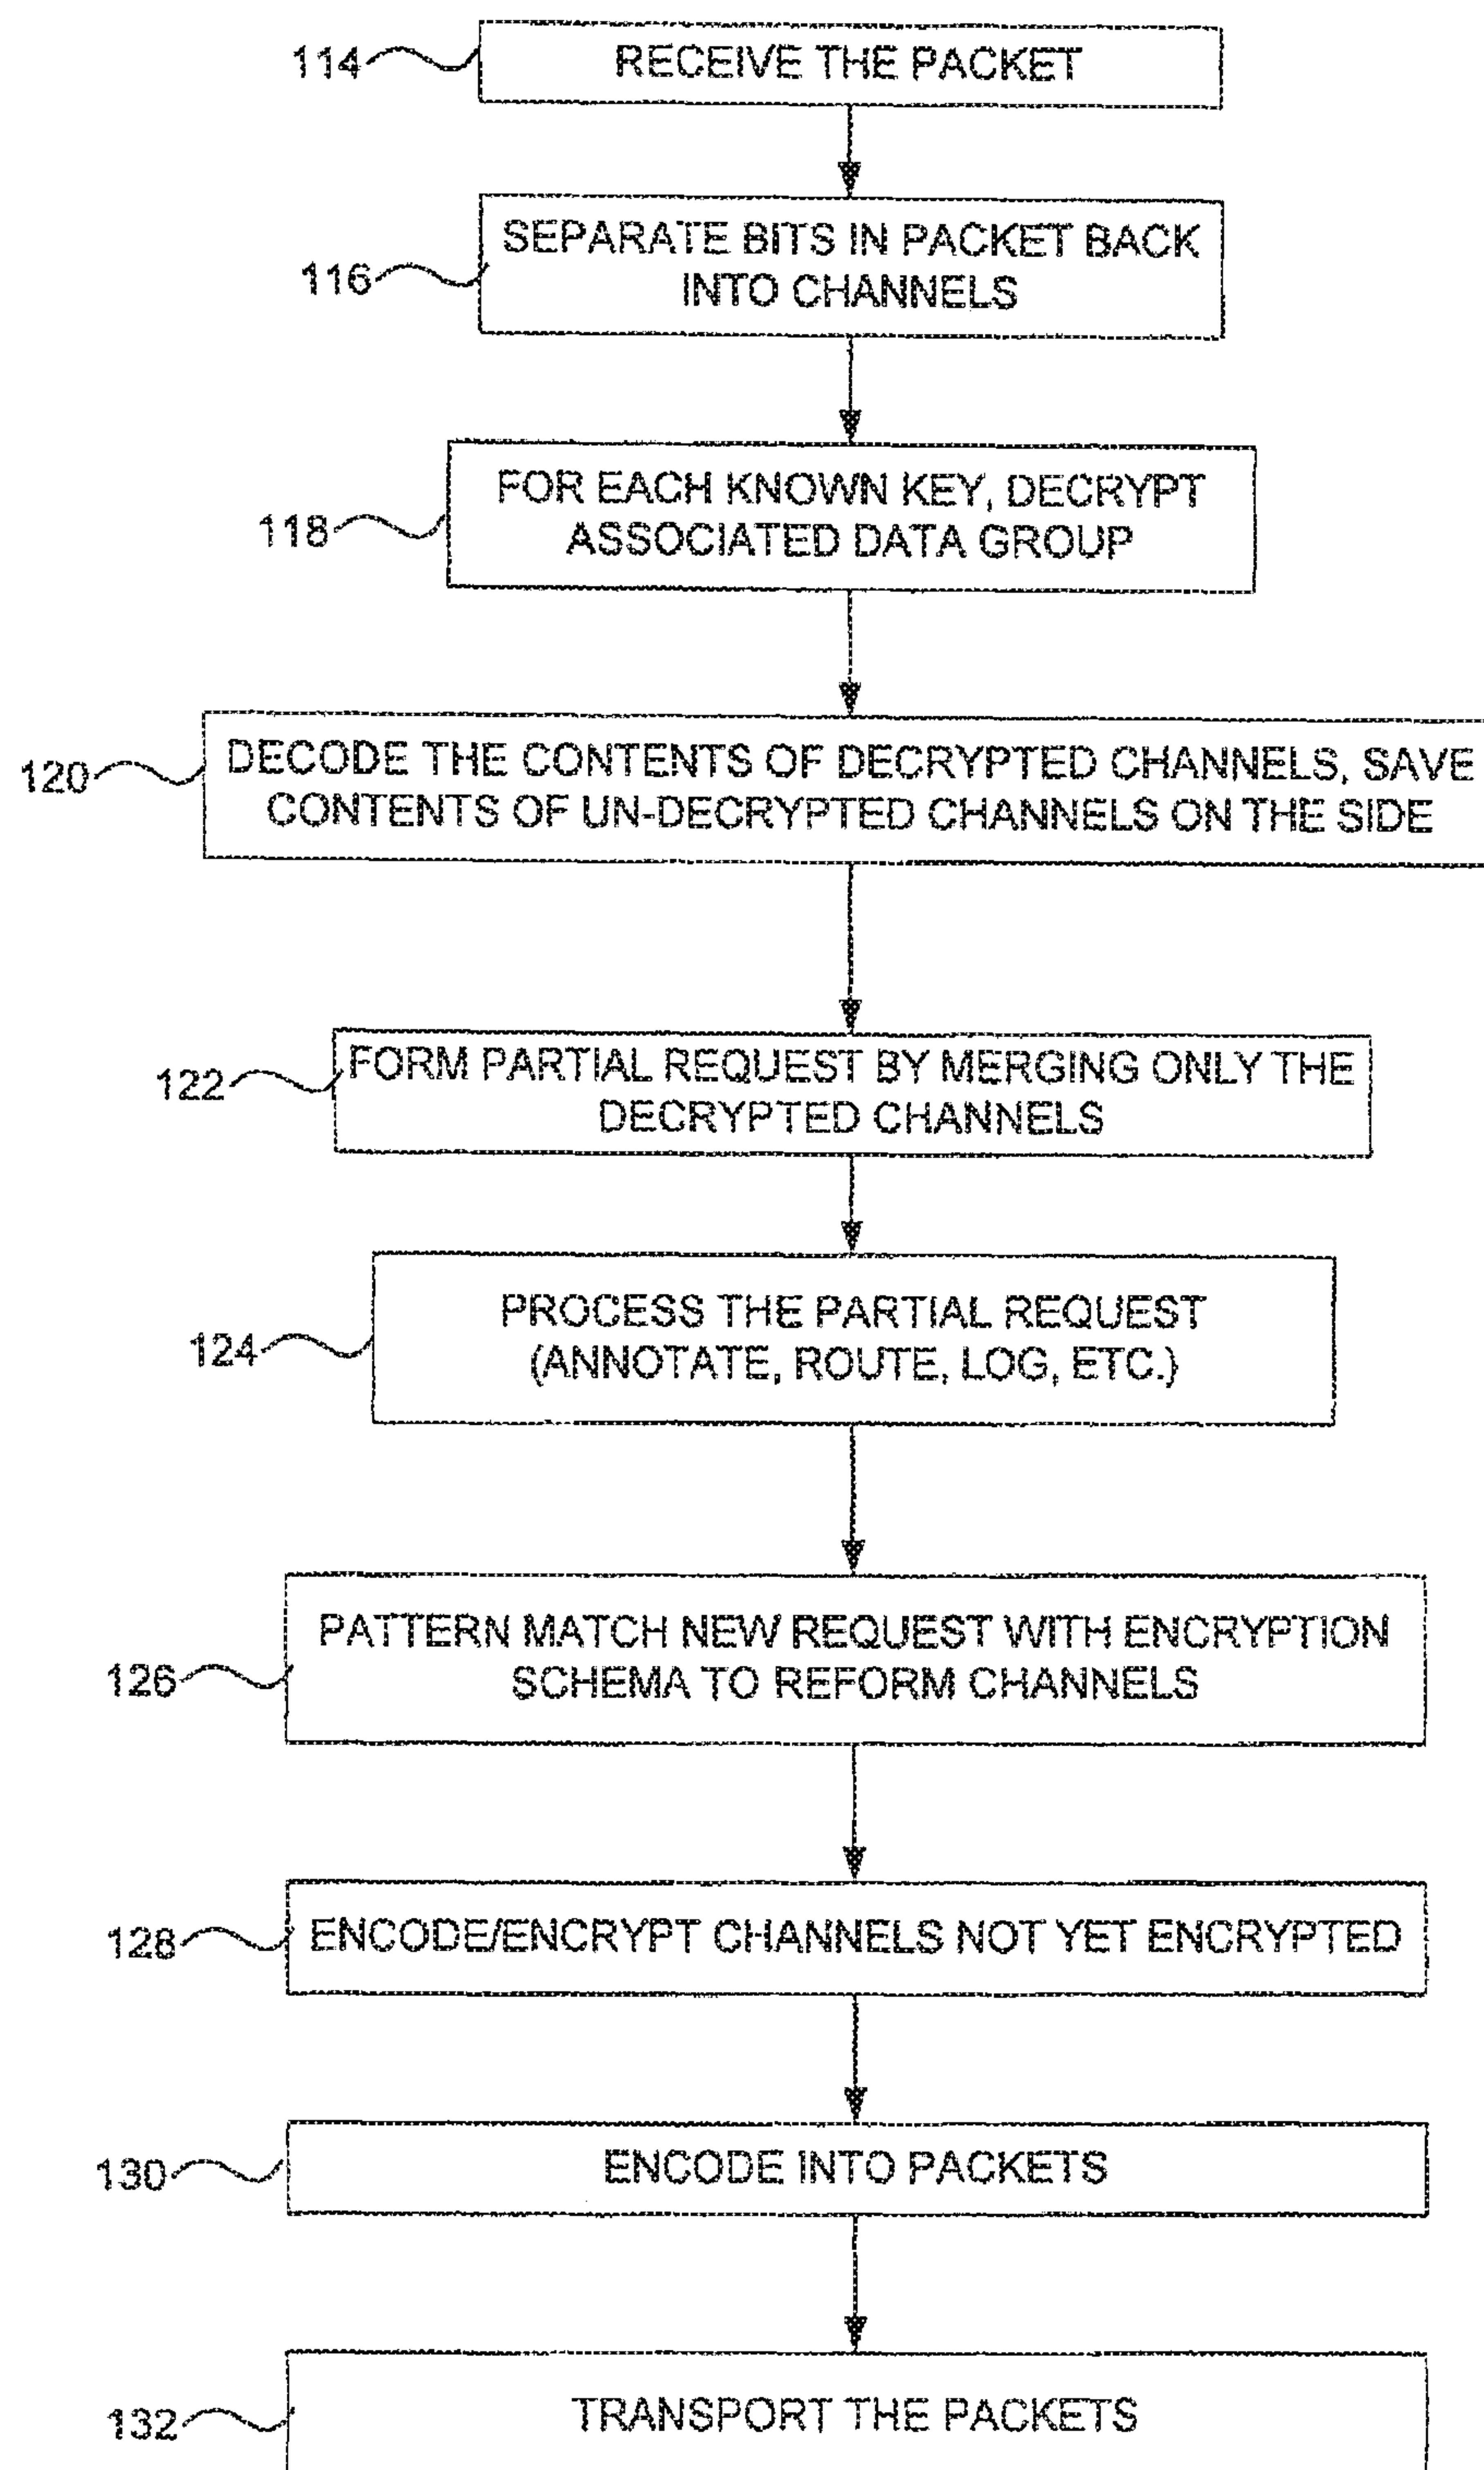 114
RECEIVE THE PACKET
116
SEPARATE BITS IN PACKET BACK
INTO CHANNELS
118
FOR EACH KNOWN KEY, DECRYPT
ASSOCIATED DATA GROUP
120
DECODE THE CONTENTS OF DECRYPTED CHANNELS, SAVE
CONTENTS OF UN-DECRYPTED CHANNELS ON THE SIDE
122
FORM PARTIAL REQUEST BY MERGING ONLY THE
DECRYPTED CHANNELS
124
PROCESS THE PARTIAL REQUEST
(ANNOTATE, ROUTE, LOG, ETC.)
126
PATTERN MATCH NEW REQUEST WITH ENCRYPTION
SCHEMA TO REFORM CHANNELS
128
ENCODE/ENCRYPT CHANNELS NOT YET ENCRYPTED
130
ENCODE INTO PACKETS
132
TRANSPORT THE PACKETS